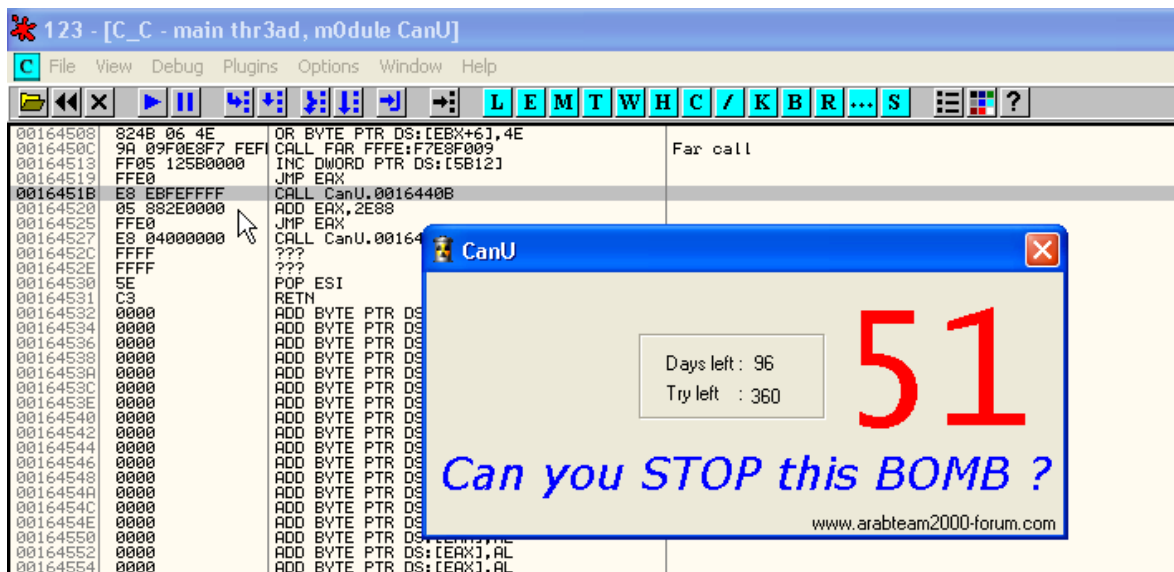 123 - [C_C - main thr3ad, m0dule CanU]
C File View Debug Plugins Options Window Help
L E M T W H C / K B R ... S ?
00164508 824B 06 4E OR BYTE PTR DS:[EBX+6],4E
0016450C 9A 09F0E8F7 FEF CALL FAR FFFE:F7E8F009 Far call
00164513 FF05 125B0000 INC DWORD PTR DS:[5B12]
00164519 FFE0 JMP EAX
0016451B E8 EBFEFFFF CALL CanU.0016440B
00164520 05 882E0000 ADD EAX,2E88
00164525 FFE0 JMP EAX
00164527 E8 04000000 CALL CanU.00164
0016452C FFFF ???
0016452E FFFF ???
00164530 5E POP ESI
00164531 C3 RETN
00164532 0000 ADD BYTE PTR DS
00164534 0000 ADD BYTE PTR DS
00164536 0000 ADD BYTE PTR DS
00164538 0000 ADD BYTE PTR DS
0016453A 0000 ADD BYTE PTR DS
0016453C 0000 ADD BYTE PTR DS
0016453E 0000 ADD BYTE PTR DS
00164540 0000 ADD BYTE PTR DS
00164542 0000 ADD BYTE PTR DS
00164544 0000 ADD BYTE PTR DS
00164546 0000 ADD BYTE PTR DS
00164548 0000 ADD BYTE PTR DS
0016454A 0000 ADD BYTE PTR DS
0016454C 0000 ADD BYTE PTR DS
0016454E 0000 ADD BYTE PTR DS
00164550 0000 ADD BYTE PTR DS:[EAX],AL
00164552 0000 ADD BYTE PTR DS:[EAX],AL
00164554 0000 ADD BYTE PTR DS:[EAX],AL
CanU
Days left : 96
Try left : 360
51
Can you STOP this BOMB ?
www.arabteam2000-forum.com